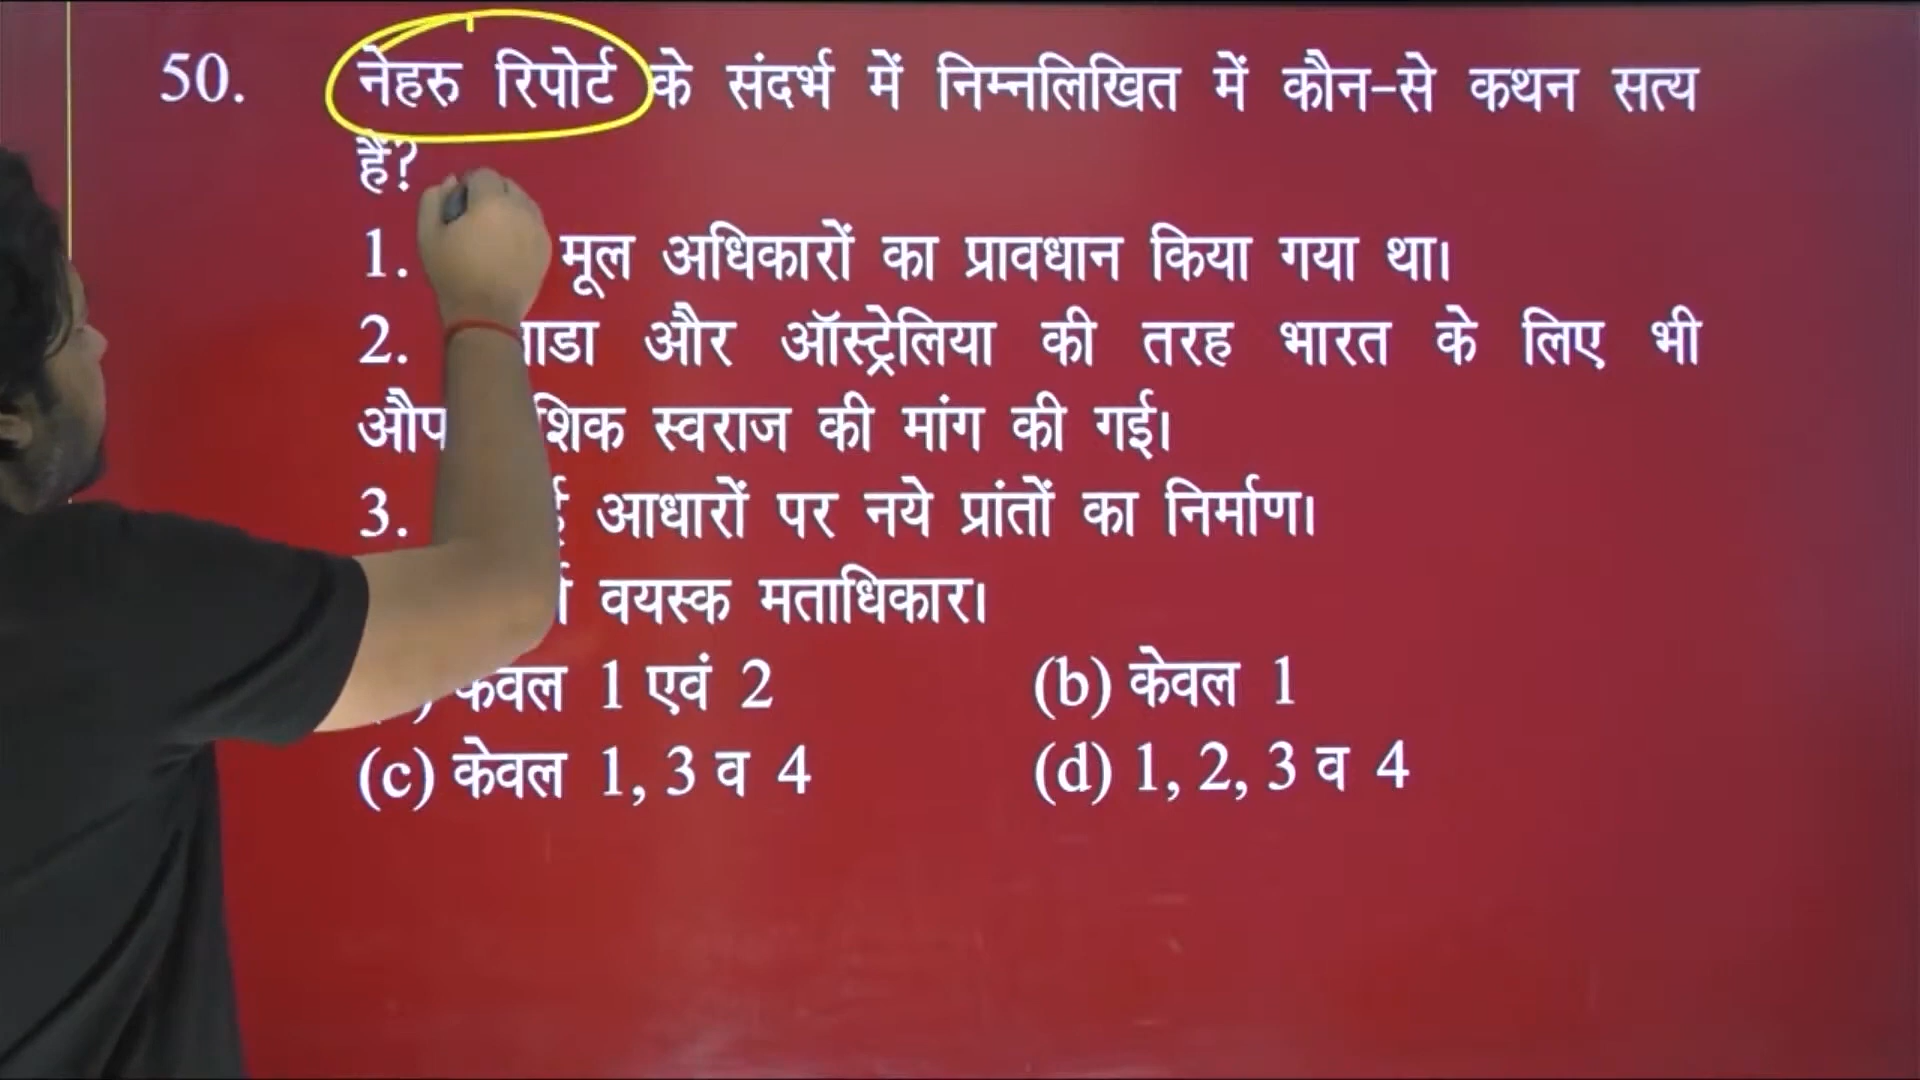 50. नेहरु रिपोर्ट के संदर्भ में निम्नलिखित में कौन-से कथन सत्य
हैं?
1. मूल अधिकारों का प्रावधान किया गया था।
2. और ऑस्ट्रेलिया की तरह भारत के लिए भी
स्वराज की मांग की गई।
3. आधारों पर नये प्रांतों का निर्माण।
वयस्क मताधिकार।
केवल 1 एवं 2 (b) केवल 1
(c) केवल 1, 3 व 4 (d) 1, 2, 3 व 4